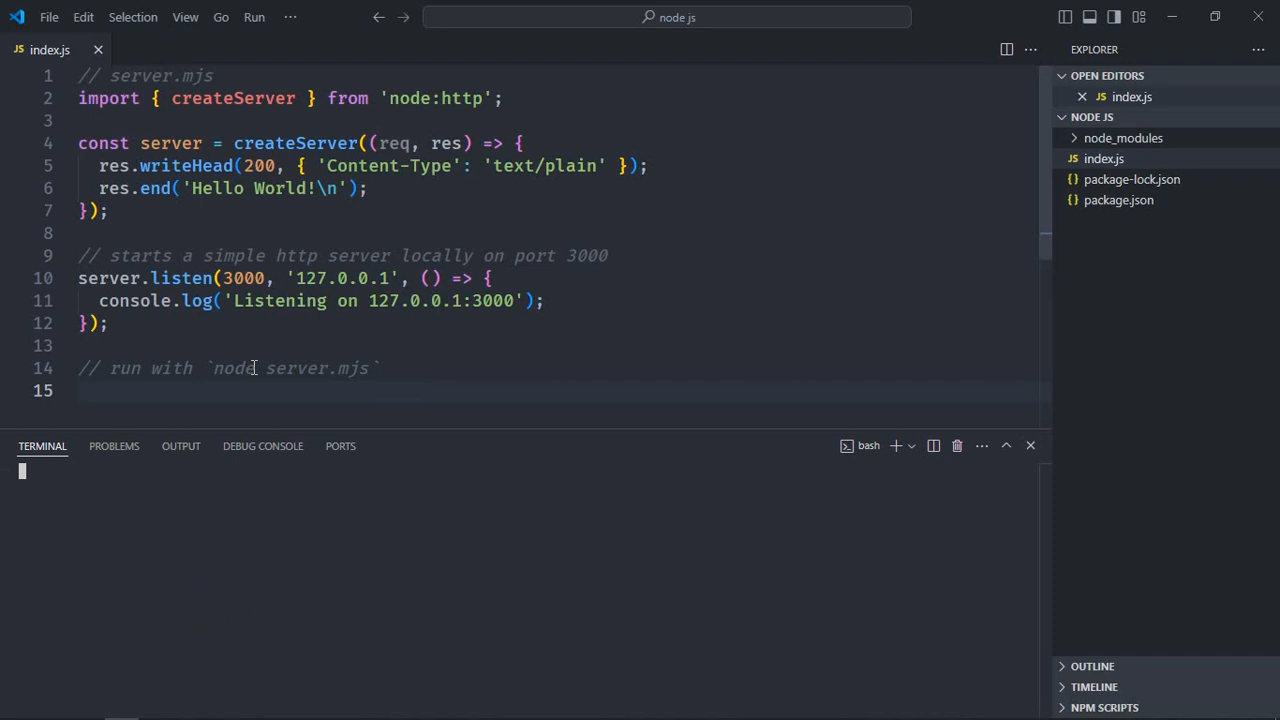 File Edit Selection View Go Run ··· node js
JS index.js
1 // server.mjs
2 import { createServer } from 'node:http';
3
4 const server = createServer((req, res) => {
5 res.writeHead(200, { 'Content-Type': 'text/plain' });
6 res.end('Hello World!\n');
7 });
8
9 // starts a simple http server locally on port 3000
10 server.listen(3000, '127.0.0.1', () => {
11 console.log('Listening on 127.0.0.1:3000');
12 });
13
14 // run with `node server.mjs`
15
TERMINAL PROBLEMS OUTPUT DEBUG CONSOLE PORTS bash
EXPLORER
OPEN EDITORS
JS index.js
NODE JS
node_modules
JS index.js
{} package-lock.json
{} package.json
OUTLINE
TIMELINE
NPM SCRIPTS